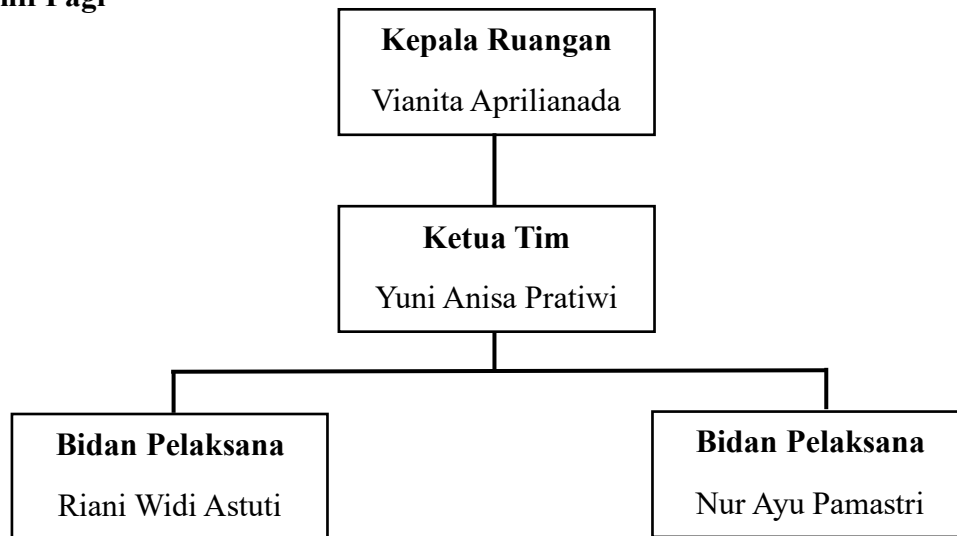 Pagi
Kepala Ruangan
Vianita Aprilianada
Ketua Tim
Yuni Anisa Pratiwi
Bidan Pelaksana
Riani Widi Astuti
Bidan Pelaksana
Nur Ayu Pamastri